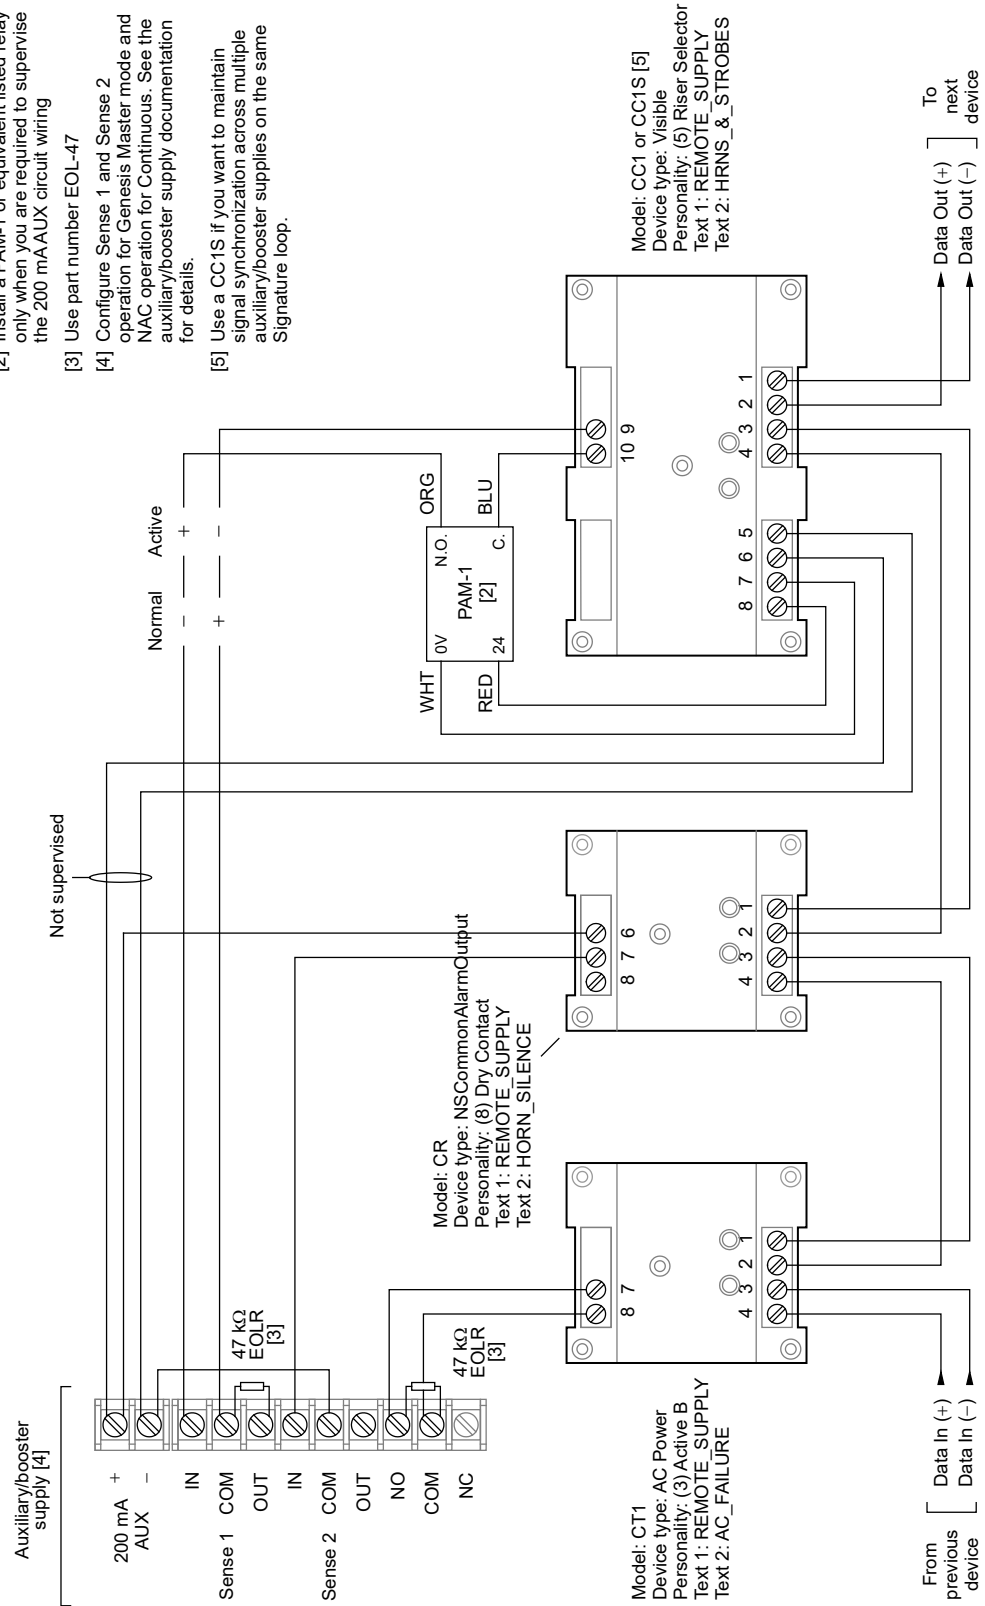 [2] Install a PAM-1 or equivalent listed relay
only when you are required to supervise
the 200 mA AUX circuit wiring
[3] Use part number EOL-47
[4] Configure Sense 1 and Sense 2
operation for Genesis Master mode and
NAC operation for Continuous. See the
auxiliary/booster supply documentation
for details.
[5] Use a CC1S if you want to maintain
signal synchronization across multiple
auxiliary/booster supplies on the same
Signature loop.
Auxiliary/booster
supply [4]
200 mA +
AUX −
Sense 1
IN
COM
OUT
Sense 2
IN
COM
OUT
NO
COM
NC
47 kΩ
EOLR
[3]
47 kΩ
EOLR
[3]
Not supervised
Normal Active
− +
+ −
WHT
RED
0V N.O.
PAM-1
[2]
24 C.
ORG
BLU
Model: CT1
Device type: AC Power
Personality: (3) Active B
Text 1: REMOTE_SUPPLY
Text 2: AC_FAILURE
8 7
4 3 2 1
Model: CR
Device type: NSCommonAlarmOutput
Personality: (8) Dry Contact
Text 1: REMOTE_SUPPLY
Text 2: HORN_SILENCE
8 7 6
4 3 2 1
Model: CC1 or CC1S [5]
Device type: Visible
Personality: (5) Riser Selector
Text 1: REMOTE_SUPPLY
Text 2: HRNS_&_STROBES
10 9
8 7 6 5 4 3 2 1
From
previous
device
Data In (+)
Data In (−)
Data Out (+)
Data Out (−)
To
next
device